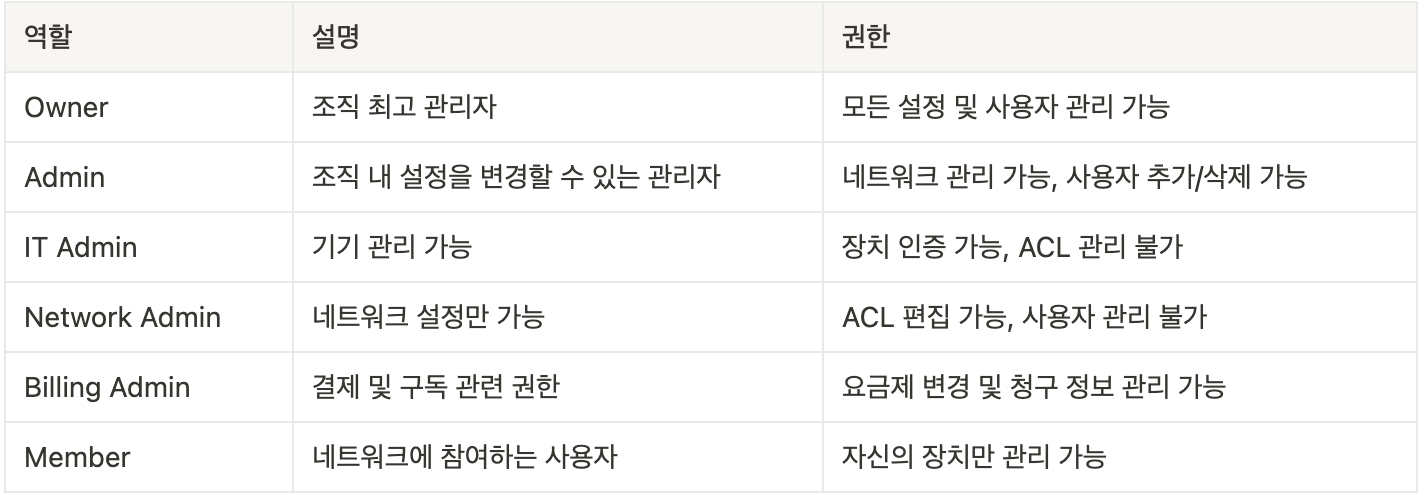 역할 설명 권한
Owner 조직 최고 관리자 모든 설정 및 사용자 관리 가능
Admin 조직 내 설정을 변경할 수 있는 관리자 네트워크 관리 가능, 사용자 추가/삭제 가능
IT Admin 기기 관리 가능 장치 인증 가능, ACL 관리 불가
Network Admin 네트워크 설정만 가능 ACL 편집 가능, 사용자 관리 불가
Billing Admin 결제 및 구독 관련 권한 요금제 변경 및 청구 정보 관리 가능
Member 네트워크에 참여하는 사용자 자신의 장치만 관리 가능